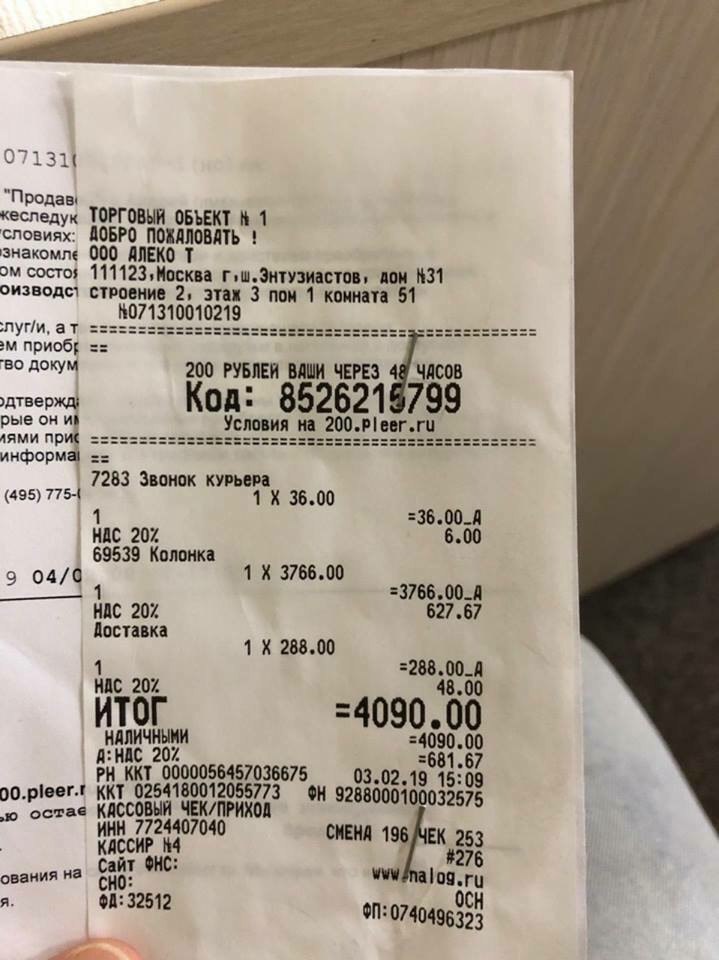 07131
"Продав
жеследук
словиях:
ом состоя
оизводс
слуг/и, а т
ем приобр
тво докум
одтвержд
рые он им
иями прис
информа
(495) 775-
9 04/0
00.pleer.r
ью остае
ования на
я.
ТОРГОВЫЙ ОБЪЕКТ № 1
ДОБРО ПОЖАЛОВАТЬ !
ООО АЛЕКО Т
111123,Москва г,ш.Энтузиастов, дом №31
строение 2, этаж 3 пом 1 комната 51
№071310010219
==================================================
==
200 РУБЛЕЙ ВАШИ ЧЕРЕЗ 48 ЧАСОВ
Код: 8526215799
Условия на 200.Pleer.ru
==================================================
==
7283 Звонок курьера
1 X 36.00
1 =36.00_А
НДС 20% 6.00
69539 Колонка
1 X 3766.00
1 =3766.00_А
НДС 20% 627.67
Доставка
1 X 288.00
1 =288.00_А
НДС 20% 48.00
ИТОГ =4090.00
НАЛИЧНЫМИ =4090.00
А:НДС 20% =681.67
РН ККТ 0000056457036675 03.02.19 15:09
ККТ 0254180012055773 ФН 9288000100032575
КАССОВЫЙ ЧЕК/ПРИХОД
ИНН 7724407040 СМЕНА 196 ЧЕК 253
КАССИР №4 #276
Сайт ФНС: www.nalog.ru
СНО: ОСН
ФД:32512 ФП:0740496323